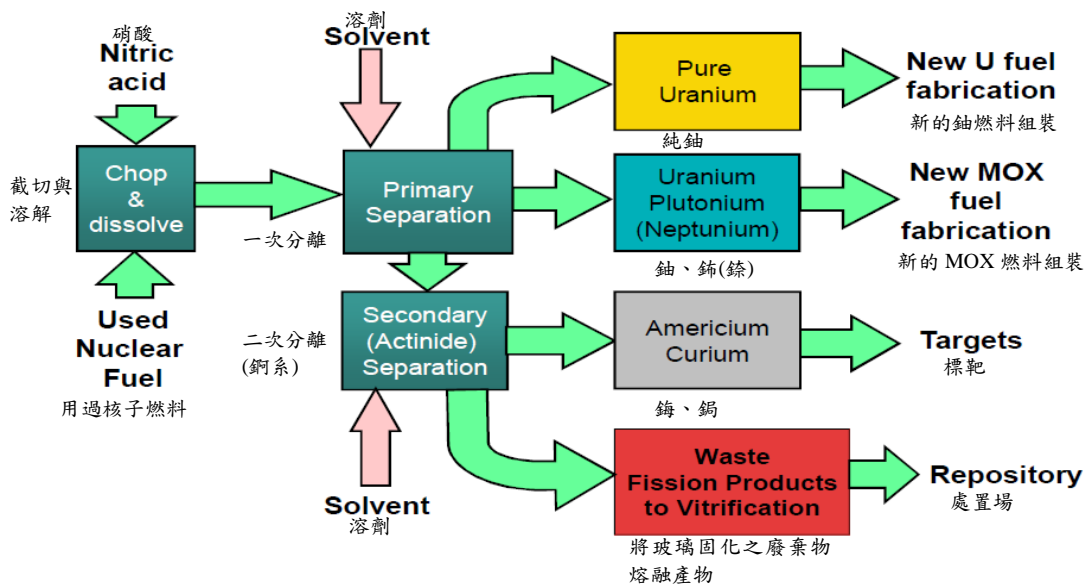 硝酸
Nitric
acid
截切與
溶解
Chop
&
dissolve
Used
Nuclear
Fuel
用過核子燃料
溶劑
Solvent
Primary
Separation
一次分離
Secondary
(Actinide)
Separation
二次分離
(錒系)
Solvent
溶劑
Pure
Uranium
純鈾
New U fuel
fabrication
新的鈾燃料組裝
Uranium
Plutonium
(Neptunium)
鈾、鈽(錼)
New MOX
fuel
fabrication
新的 MOX 燃料組裝
Americium
Curium
鋂、鋦
Targets
標靶
Waste
Fission Products
to Vitrification
將玻璃固化之廢棄物
熔融產物
Repository
處置場